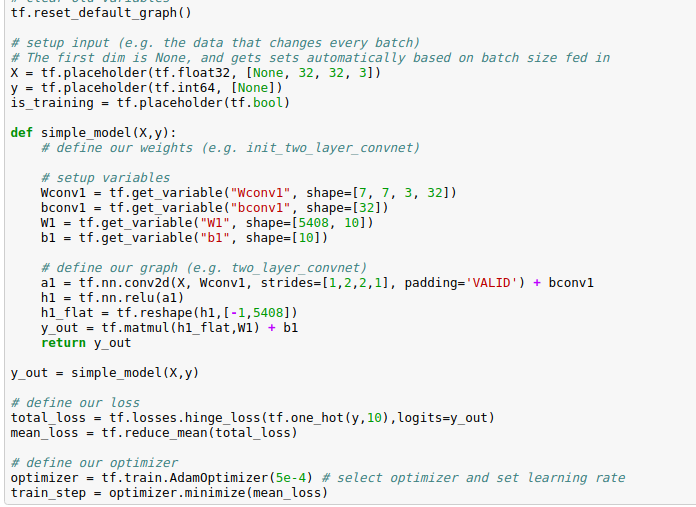 # clear old variables
tf.reset_default_graph()

# setup input (e.g. the data that changes every batch)
# The first dim is None, and gets sets automatically based on batch size fed in
X = tf.placeholder(tf.float32, [None, 32, 32, 3])
y = tf.placeholder(tf.int64, [None])
is_training = tf.placeholder(tf.bool)

def simple_model(X,y):
    # define our weights (e.g. init_two_layer_convnet)

    # setup variables
    Wconv1 = tf.get_variable("Wconv1", shape=[7, 7, 3, 32])
    bconv1 = tf.get_variable("bconv1", shape=[32])
    W1 = tf.get_variable("W1", shape=[5408, 10])
    b1 = tf.get_variable("b1", shape=[10])

    # define our graph (e.g. two_layer_convnet)
    a1 = tf.nn.conv2d(X, Wconv1, strides=[1,2,2,1], padding='VALID') + bconv1
    h1 = tf.nn.relu(a1)
    h1_flat = tf.reshape(h1,[-1,5408])
    y_out = tf.matmul(h1_flat,W1) + b1
    return y_out

y_out = simple_model(X,y)

# define our loss
total_loss = tf.losses.hinge_loss(tf.one_hot(y,10),logits=y_out)
mean_loss = tf.reduce_mean(total_loss)

# define our optimizer
optimizer = tf.train.AdamOptimizer(5e-4) # select optimizer and set learning rate
train_step = optimizer.minimize(mean_loss)